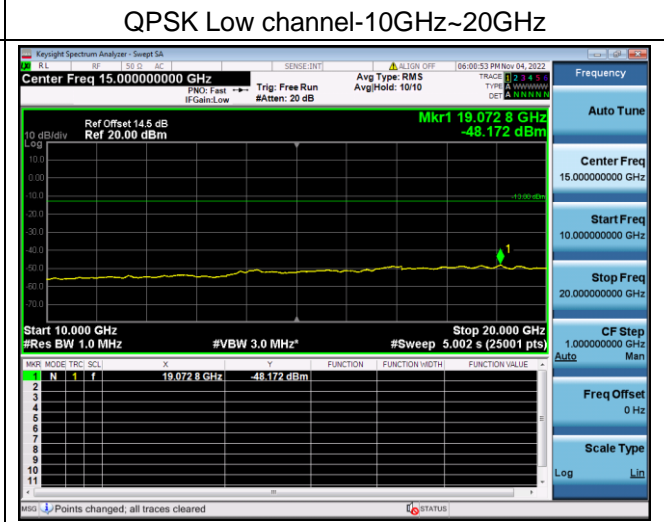 QPSK Low channel-10GHz~20GHz
Keysight Spectrum Analyzer - Swept SA
RL RF 50 Ω AC SENSE:INT ALIGN OFF 06:08:53 PM Nov 04, 2022
Center Freq 15.000000000 GHz
PNO: Fast
IFGain:Low
Trig: Free Run
#Atten: 20 dB
Avg Type: RMS
Avg|Hold: 10/10
TRACE 1 2 3 4 5 6
TYPE A WWWWW
DET A N N N N N
Frequency
Auto Tune
Center Freq
15.000000000 GHz
Start Freq
10.000000000 GHz
Stop Freq
20.000000000 GHz
CF Step
1.000000000 GHz
Auto Man
Freq Offset
0 Hz
Scale Type
Log Lin
Mkr1 19.072 8 GHz
-48.172 dBm
Ref Offset 14.5 dB
10 dB/div Ref 20.00 dBm
Log
10.0
0.00
-10.0
-13.00 dBm
-20.0
-30.0
-40.0
1
-50.0
-60.0
-70.0
Start 10.000 GHz Stop 20.000 GHz
#Res BW 1.0 MHz #VBW 3.0 MHz* #Sweep 5.002 s (25001 pts)
MKR MODE TRC SCL X Y FUNCTION FUNCTION WIDTH FUNCTION VALUE
1 N 1 f 19.072 8 GHz -48.172 dBm
2
3
4
5
6
7
8
9
10
11
MSG Points changed; all traces cleared STATUS